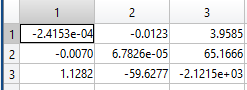 1 2 3
1 -2.4153e-04 -0.0123 3.9585
2 -0.0070 6.7826e-05 65.1666
3 1.1282 -59.6277 -2.1215e+03